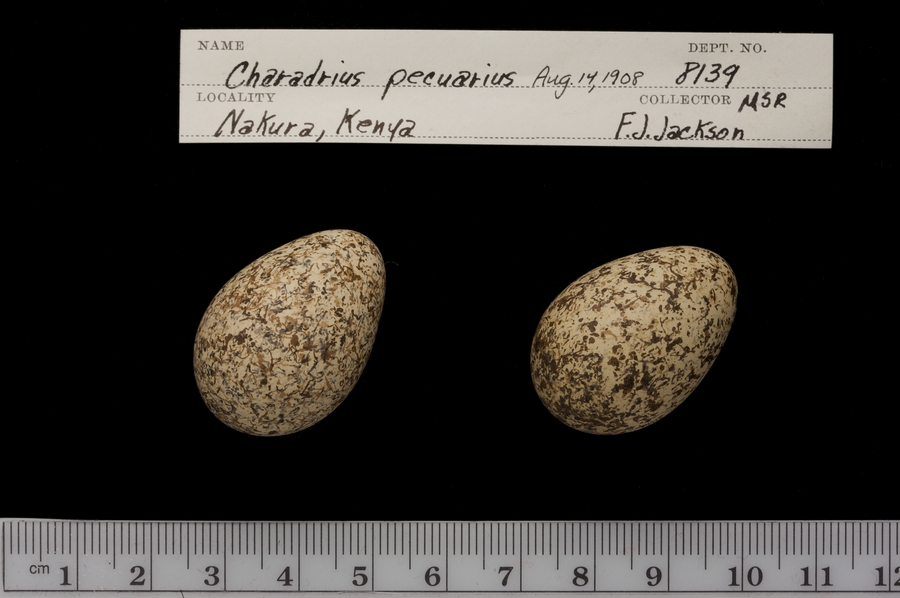 NAME DEPT. NO.
Charadrius pecuarius Aug. 14, 1908 8139
LOCALITY COLLECTOR MSR
Nakura, Kenya F.J. Jackson
cm 1 2 3 4 5 6 7 8 9 10 11 12